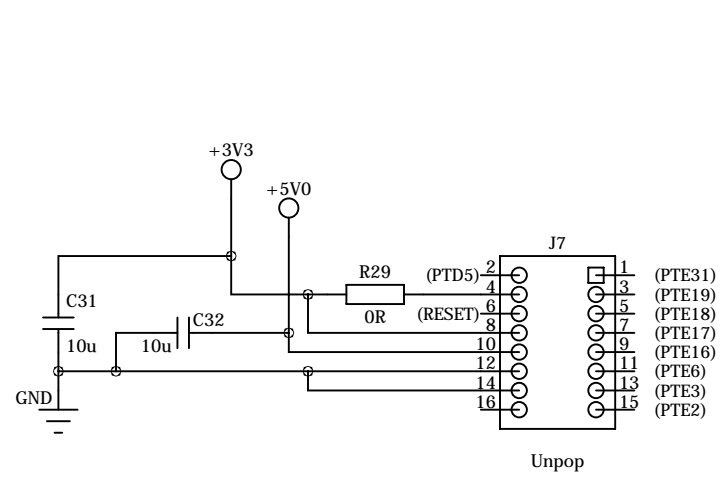 +3V3
+5V0
J7
R29
(PTD5) 2 1 (PTE31)
4 3 (PTE19)
C31
(RESET) 6 5 (PTE18)
C32
0R
8 7 (PTE17)
10u
10u
10 9 (PTE16)
12 11 (PTE6)
14 13 (PTE3)
GND
16 15 (PTE2)
Unpop